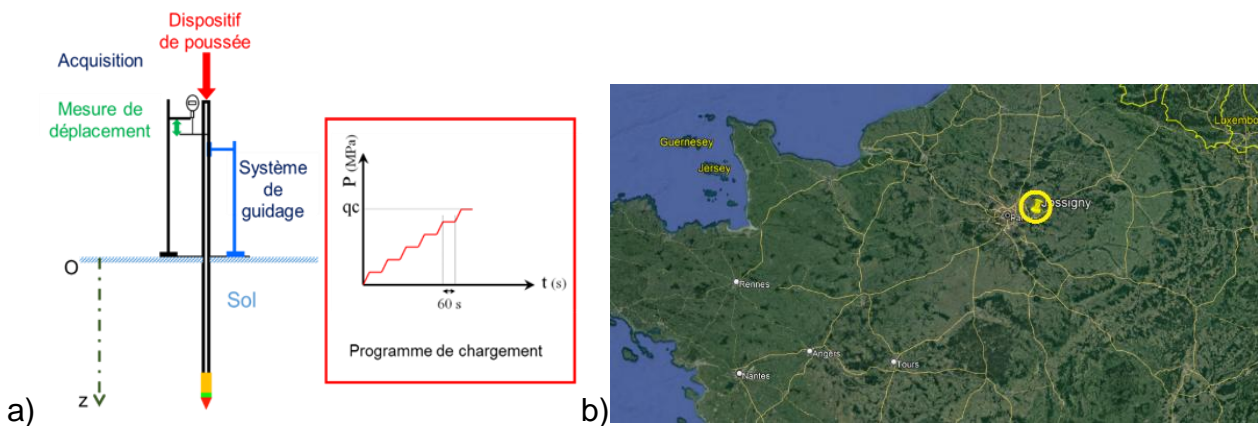 Dispositif
de poussée
Acquisition
Mesure de
déplacement
Système
de
guidage
O
Sol
z
a)
P (MPa)
qc
t (s)
60 s
Programme de chargement
b)
Guernesey
Jersey
Luxembo
Jossigny
Pa
Rennes
Angers
Tours
Nantes